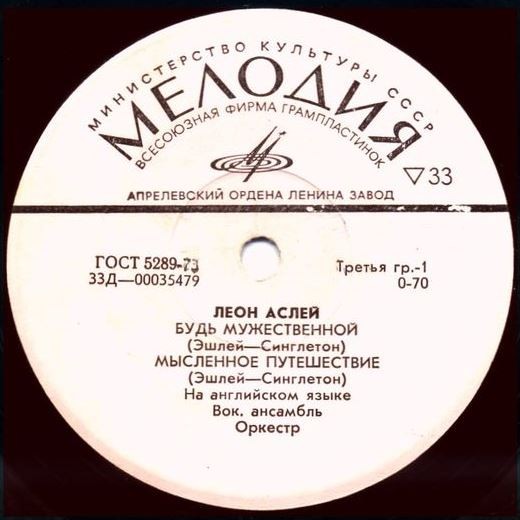 МИНИСТЕРСТВО КУЛЬТУРЫ СССР
МЕЛОДИЯ
ВСЕСОЮЗНАЯ ФИРМА ГРАМПЛАСТИНОК
▽33
АПРЕЛЕВСКИЙ ОРДЕНА ЛЕНИНА ЗАВОД
ГОСТ 5289-73
33Д—00035479
Третья гр.-1
0-70
ЛЕОН АСЛЕЙ
БУДЬ МУЖЕСТВЕННОЙ
(Эшлей—Синглетон)
МЫСЛЕННОЕ ПУТЕШЕСТВИЕ
(Эшлей—Синглетон)
На английском языке
Вок. ансамбль
Оркестр